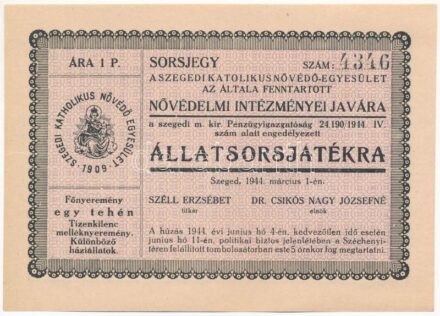 ÁRA 1 P.
SZEGEDI KATHOLIKUS NŐVÉDŐ EGYESÜLET
1909
Főnyeremény
egy tehén
Tizenkilenc
melléknyeremény.
Különböző
háziállatok.
SORSJEGY SZÁM: 4346
A SZEGEDI KATOLIKUS NŐVÉDŐ-EGYESÜLET
AZ ÁLTALA FENNTARTOTT
NŐVÉDELMI INTÉZMÉNYEI JAVÁRA
a szegedi m. kir. Pénzügyigazgatóság 24.190/1944. IV.
szám alatt engedélyezett
ÁLLATSORSJÁTÉKRA
Szeged, 1944. március 1-én.
SZÉLL ERZSÉBET DR. CSIKÓS NAGY JÓZSEFNÉ
titkár elnök
A húzás 1944. évi junius hó 4-én, kedvezőtlen idő esetén
junius hó 11-én, politikai biztos jelenlétében a Széchenyi-
téren felállított tombolasátorban este 5 órakor fog megtartatni.